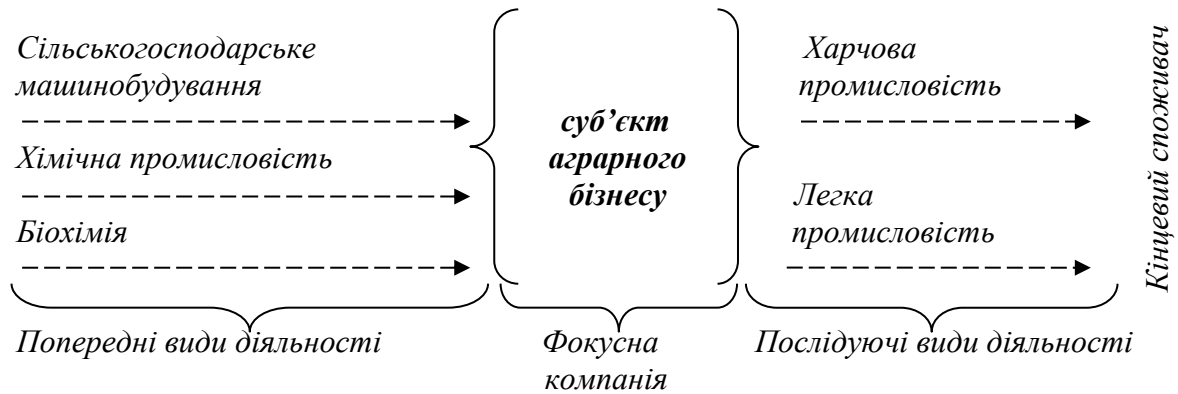 Сільськогосподарське
машинобудування
Хімічна промисловість
Біохімія
суб’єкт
аграрного
бізнесу
Харчова
промисловість
Легка
промисловість
Кінцевий споживач
Попередні види діяльності
Фокусна
компанія
Послідуючі види діяльності